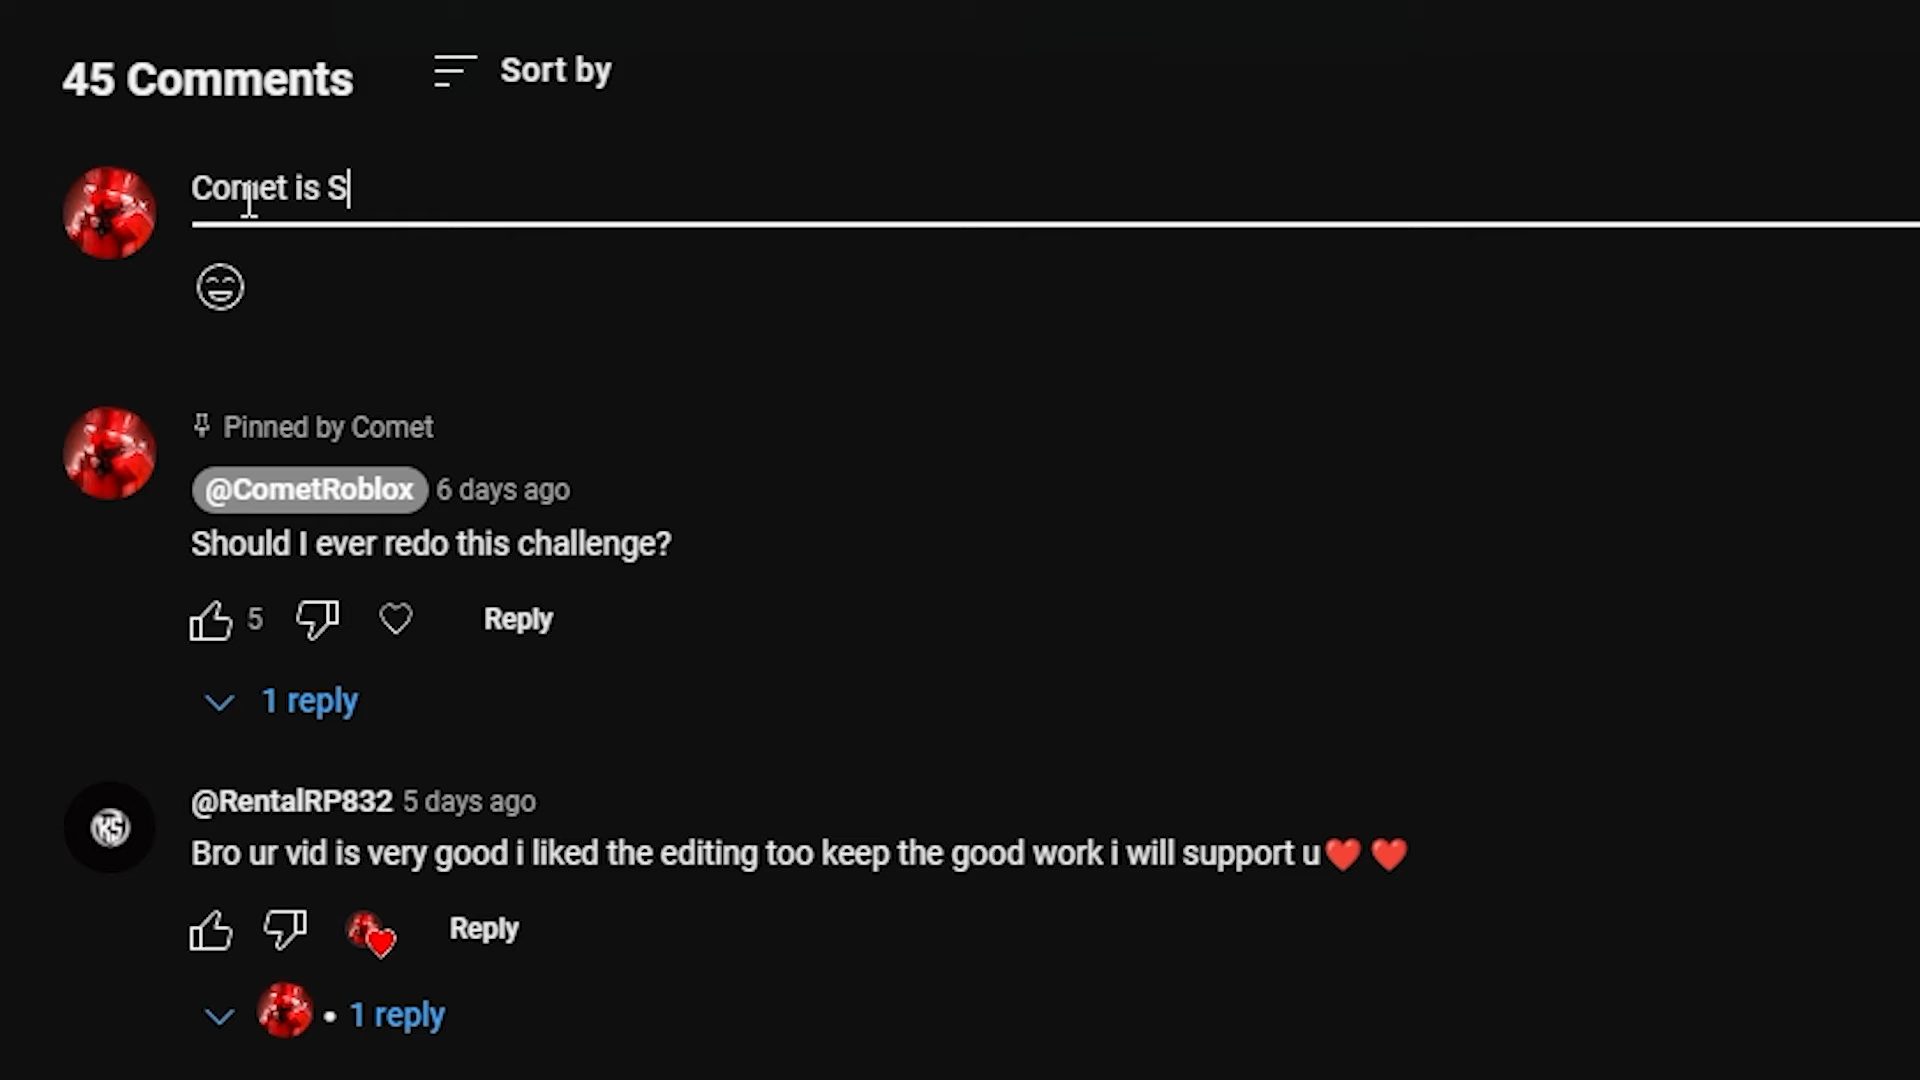 45 Comments
Sort by
Comet is S
Pinned by Comet
@CometRoblox 6 days ago
Should I ever redo this challenge?
5
Reply
1 reply
@RentalRP832 5 days ago
Bro ur vid is very good i liked the editing too keep the good work i will support u❤️ ❤️
Reply
• 1 reply
KS